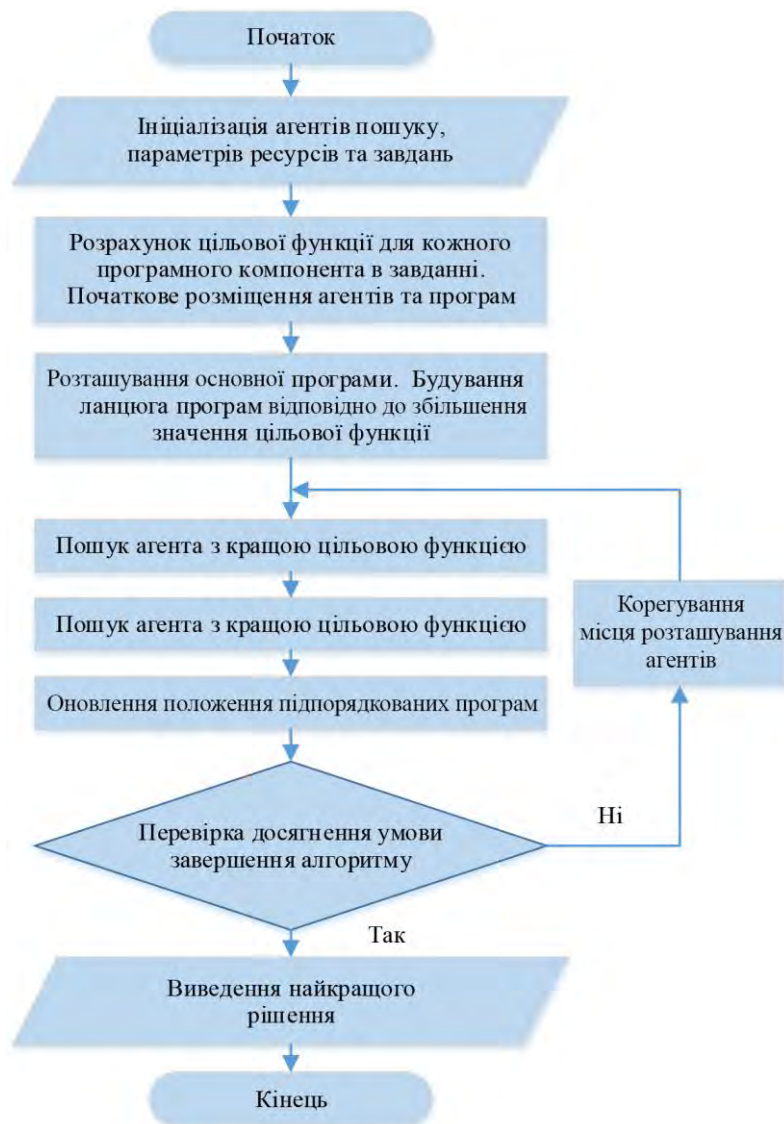 Початок
Ініціалізація агентів пошуку,
параметрів ресурсів та завдань
Розрахунок цільової функції для кожного
програмного компонента в завданні.
Початкове розміщення агентів та програм
Розташування основної програми. Будування
ланцюга програм відповідно до збільшення
значення цільової функції
Пошук агента з кращою цільовою функцією
Пошук агента з кращою цільовою функцією
Оновлення положення підпорядкованих програм
Корегування
місця розташування
агентів
Перевірка досягнення умови
завершення алгоритму
Ні
Так
Виведення найкращого
рішення
Кінець